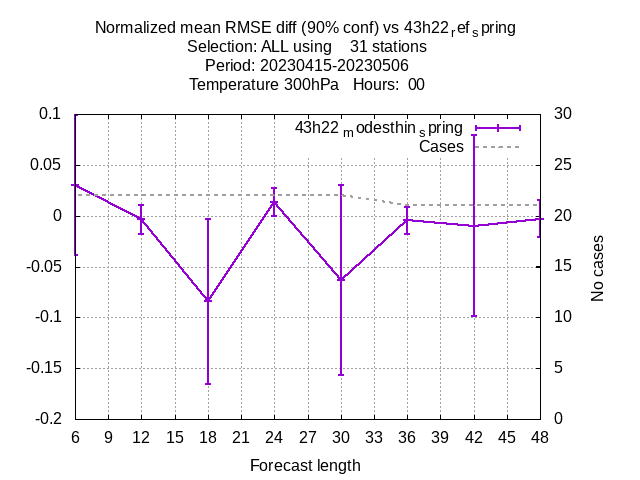 Normalized mean RMSE diff (90% conf) vs 43h22ᵣefₛpring
Selection: ALL using    31 stations
Period: 20230415-20230506
Temperature 300hPa   Hours:  00
43h22ₘodesthinₛpring
Cases
0.1
0.05
0
-0.05
-0.1
-0.15
-0.2
30
25
20
15
10
5
0
No cases
6 9 12 15 18 21 24 27 30 33 36 39 42 45 48
Forecast length